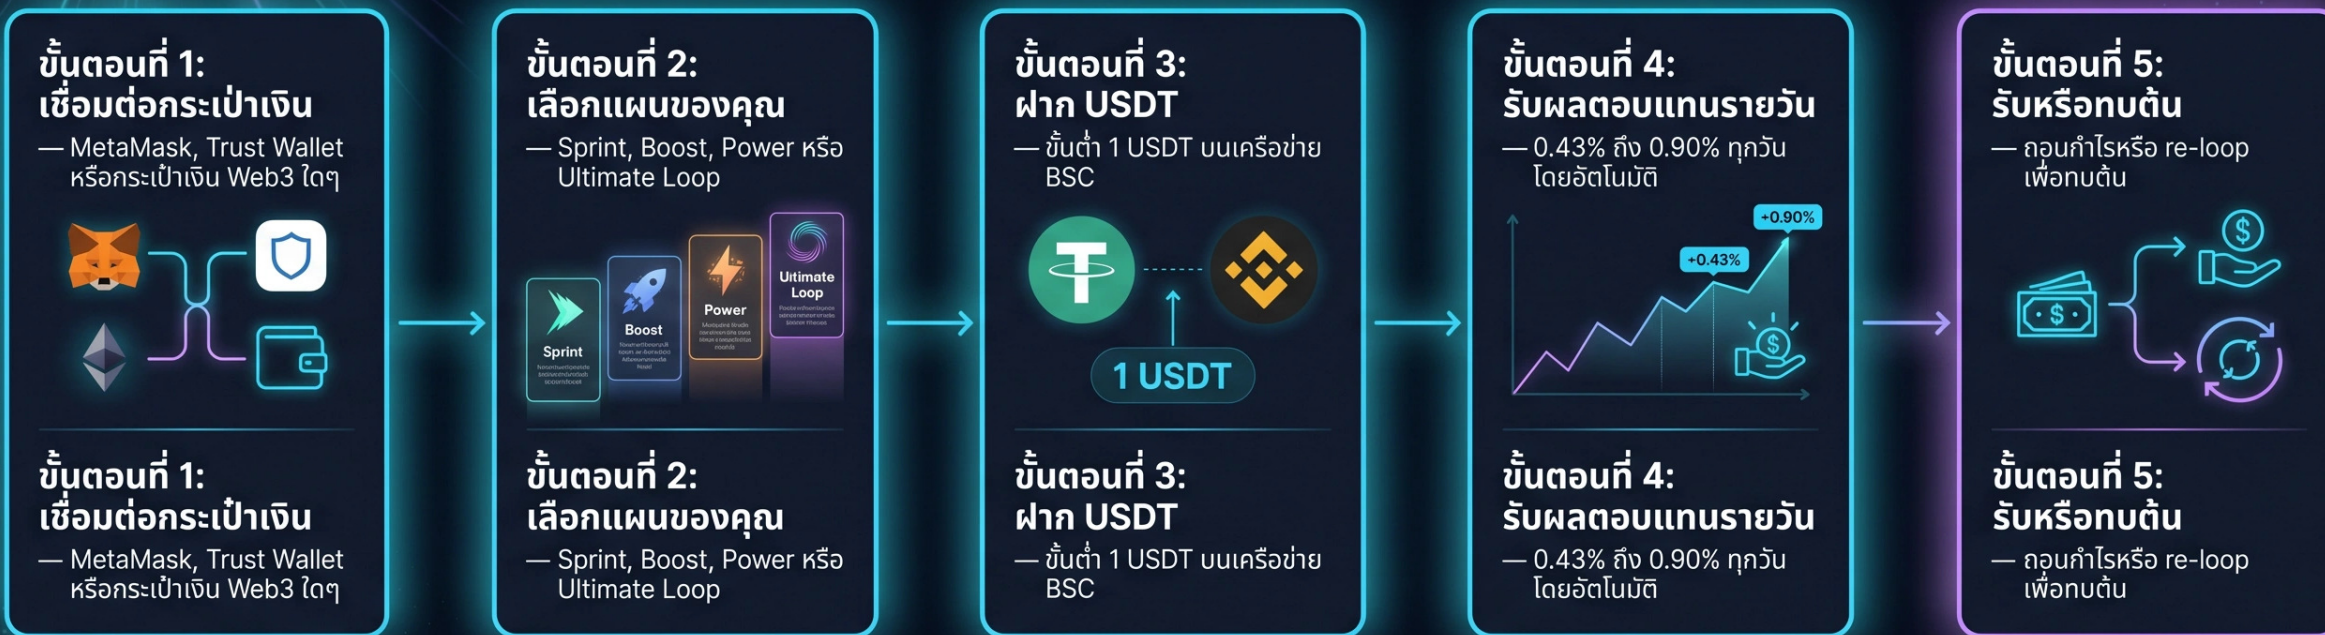 ขั้นตอนที่ 1:
เชื่อมต่อกระเป๋าเงิน
— MetaMask, Trust Wallet
หรือกระเป๋าเงิน Web3 ใดๆ
ขั้นตอนที่ 1:
เชื่อมต่อกระเป๋าเงิน
— MetaMask, Trust Wallet
หรือกระเป๋าเงิน Web3 ใดๆ
ขั้นตอนที่ 2:
เลือกแผนของคุณ
— Sprint, Boost, Power หรือ
Ultimate Loop
Sprint
Boost
Power
Ultimate
Loop
ขั้นตอนที่ 2:
เลือกแผนของคุณ
— Sprint, Boost, Power หรือ
Ultimate Loop
ขั้นตอนที่ 3:
ฝาก USDT
— ขั้นต่ำ 1 USDT บนเครือข่าย
BSC
1 USDT
ขั้นตอนที่ 3:
ฝาก USDT
— ขั้นต่ำ 1 USDT บนเครือข่าย
BSC
ขั้นตอนที่ 4:
รับผลตอบแทนรายวัน
— 0.43% ถึง 0.90% ทุกวัน
โดยอัตโนมัติ
+0.90%
+0.43%
ขั้นตอนที่ 4:
รับผลตอบแทนรายวัน
— 0.43% ถึง 0.90% ทุกวัน
โดยอัตโนมัติ
ขั้นตอนที่ 5:
รับหรือทบต้น
— ถอนกำไรหรือ re-loop
เพื่อทบต้น
ขั้นตอนที่ 5:
รับหรือทบต้น
— ถอนกำไรหรือ re-loop
เพื่อทบต้น